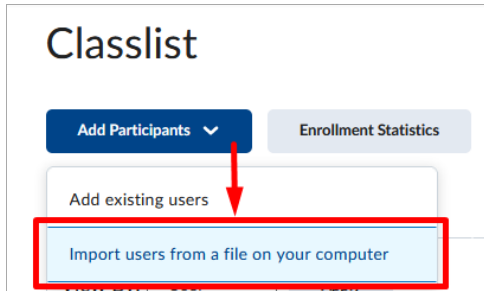 Classlist
Add Participants
Enrollment Statistics
Add existing users
Import users from a file on your computer